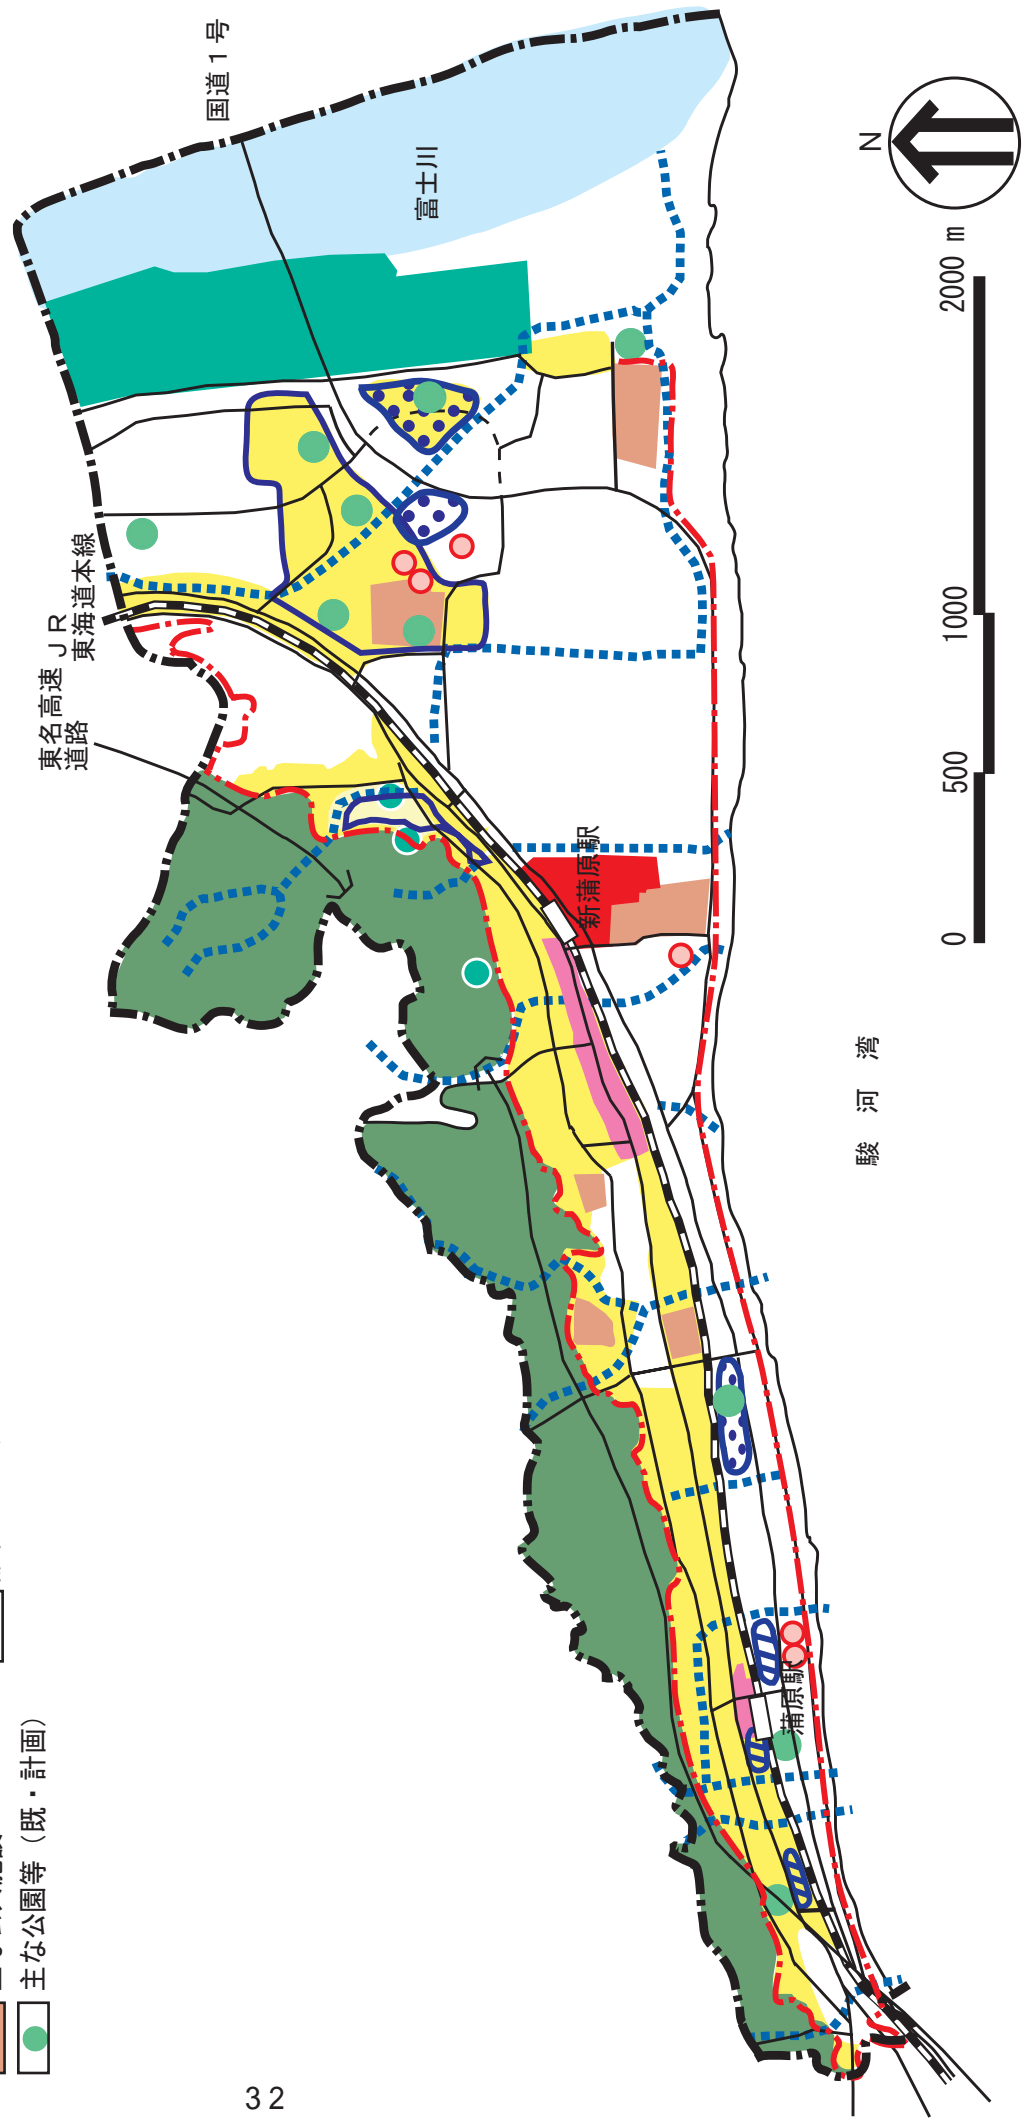 国道１号
富士川
ＪＲ
東海道本線
東名高速
道路
N
新蒲原駅
蒲原駅
駿河湾
0
500
1000
2000 m
主な公園等（既・計画）
32